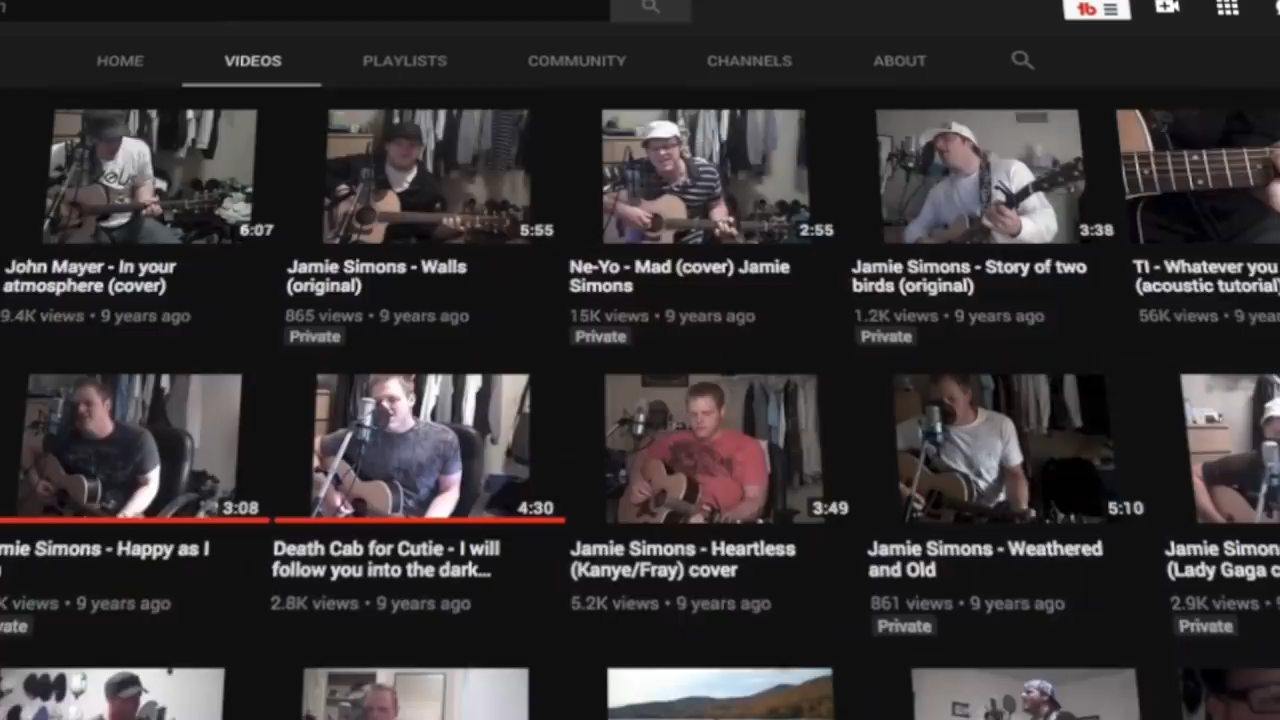 HOME VIDEOS PLAYLISTS COMMUNITY CHANNELS ABOUT
6:07
John Mayer - In your
atmosphere (cover)
9.4K views • 9 years ago
5:55
Jamie Simons - Walls
(original)
865 views • 9 years ago
Private
2:55
Ne-Yo - Mad (cover) Jamie
Simons
15K views • 9 years ago
Private
3:38
Jamie Simons - Story of two
birds (original)
1.2K views • 9 years ago
Private
TI - Whatever you
(acoustic tutorial)
56K views • 9 yea
3:08
mie Simons - Happy as I
K views • 9 years ago
vate
4:30
Death Cab for Cutie - I will
follow you into the dark...
2.8K views • 9 years ago
3:49
Jamie Simons - Heartless
(Kanye/Fray) cover
5.2K views • 9 years ago
5:10
Jamie Simons - Weathered
and Old
861 views • 9 years ago
Private
Jamie Simon
(Lady Gaga c
2.9K views •
Private